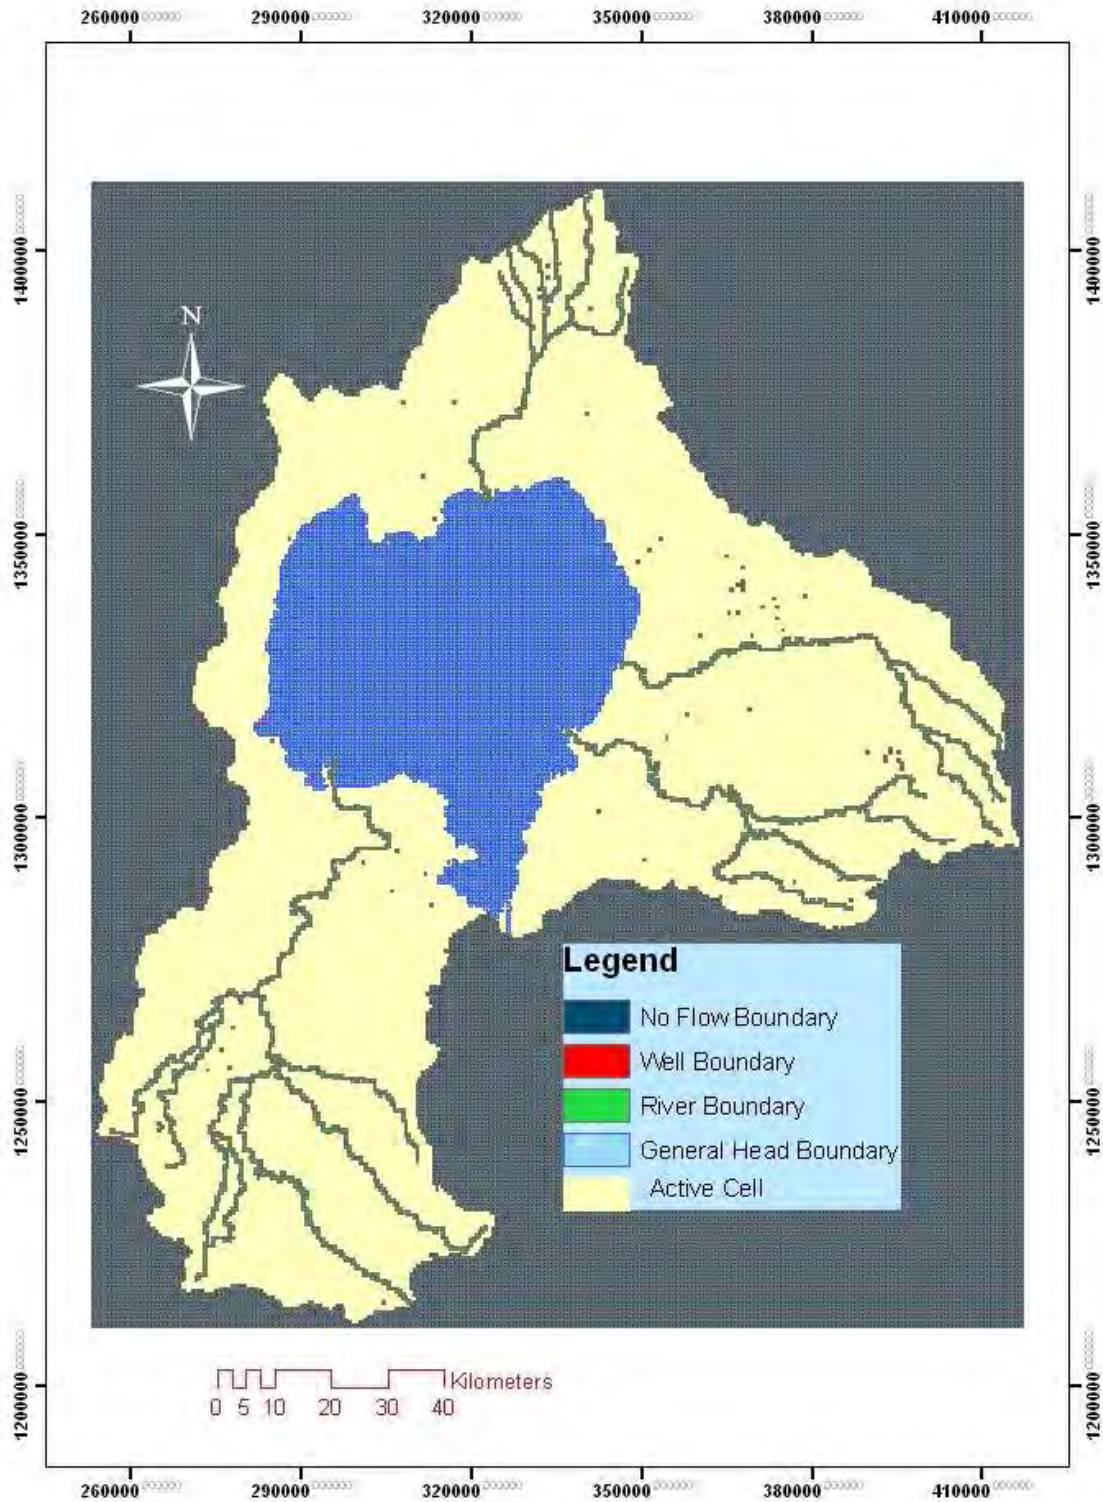 260000 290000 320000 350000 380000 410000
1400000 1400000
N
1350000 1350000
1300000 1300000
Legend
No Flow Boundary
Well Boundary
River Boundary
General Head Boundary
Active Cell
1250000 1250000
Kilometers
0 5 10 20 30 40
1200000 1200000
260000 290000 320000 350000 380000 410000